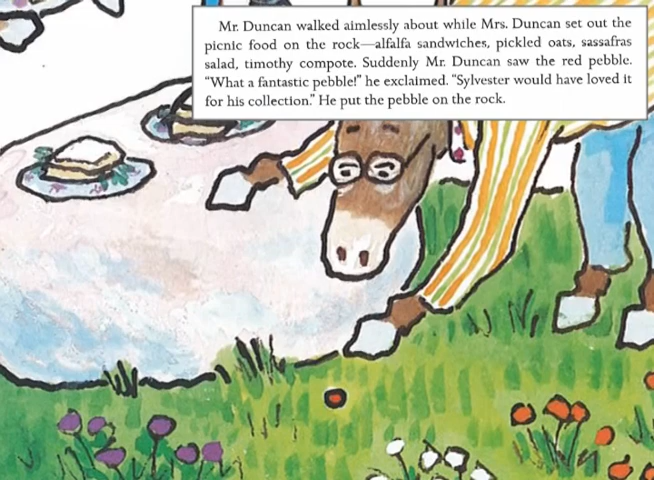 Mr. Duncan walked aimlessly about while Mrs. Duncan set out the
picnic food on the rock—alfalfa sandwiches, pickled oats, sassafras
salad, timothy compote. Suddenly Mr. Duncan saw the red pebble.
“What a fantastic pebble!” he exclaimed. “Sylvester would have loved it
for his collection.” He put the pebble on the rock.